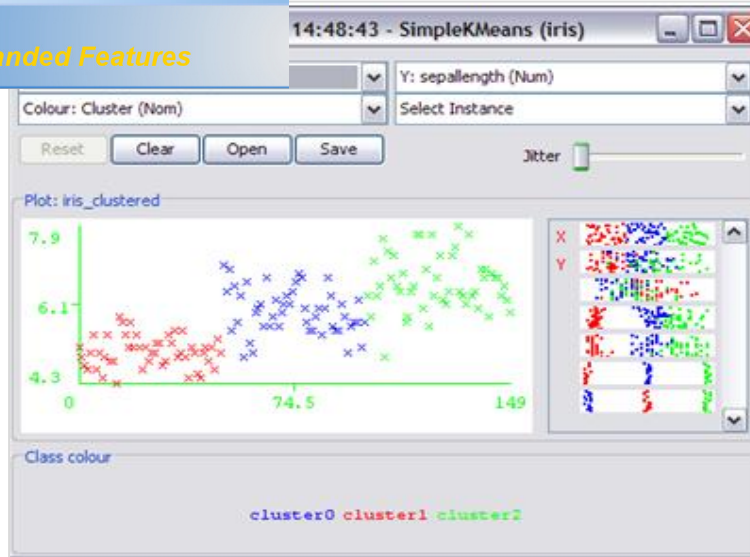 14:48:43 - SimpleKMeans (iris)
anded Features
Y: sepallength (Num)
Colour: Cluster (Nom)
Select Instance
Reset Clear Open Save
Jitter
Plot: iris_clustered
7.9
6.1
4.3
0 74.5 149
X
Y
Class colour
cluster0 cluster1 cluster2